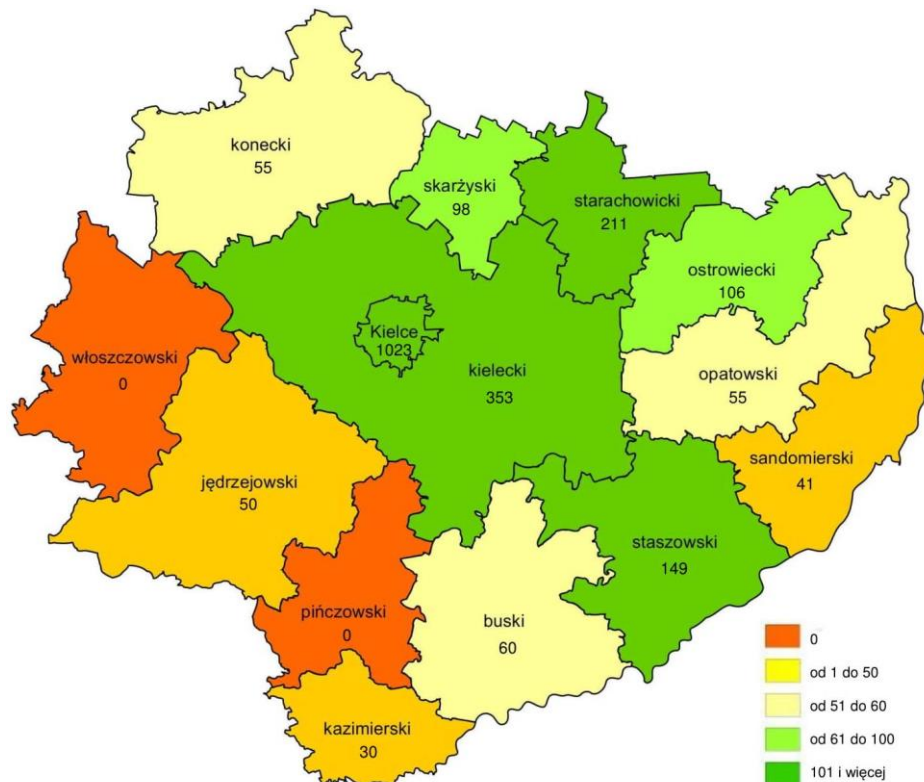 konecki
55
skarżyski
98
starachowicki
211
ostrowiecki
106
Kielce
1023
włoszczowski
0
kielecki
353
opatowski
55
sandomierski
41
jędrzejowski
50
staszowski
149
pińczowski
0
buski
60
kazimierski
30
0
od 1 do 50
od 51 do 60
od 61 do 100
101 i więcej